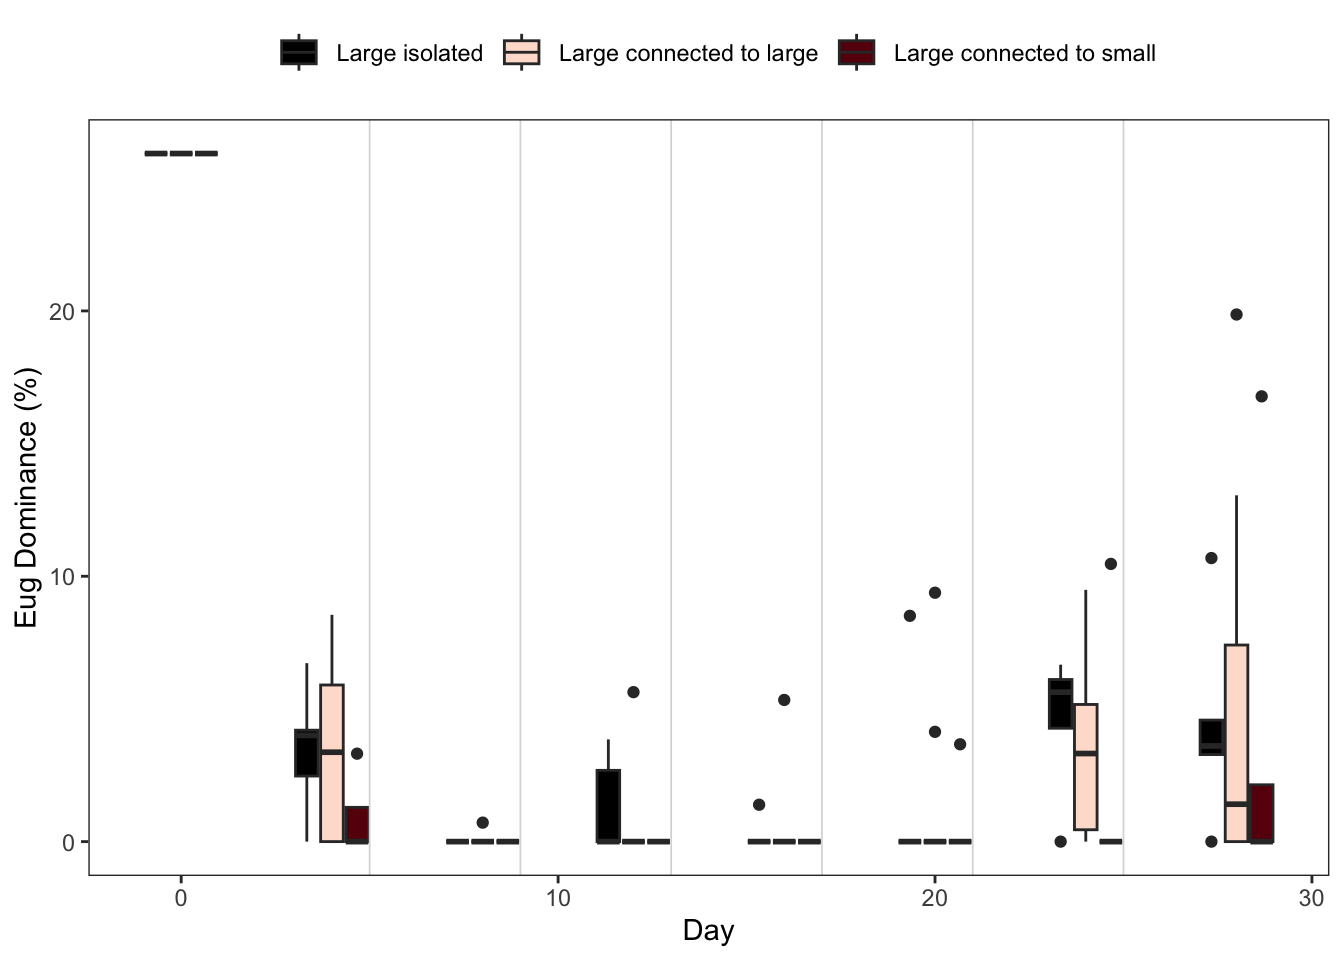 Large isolated Large connected to large Large connected to small
20
10
0
Eug Dominance (%)
0 10 20 30
Day